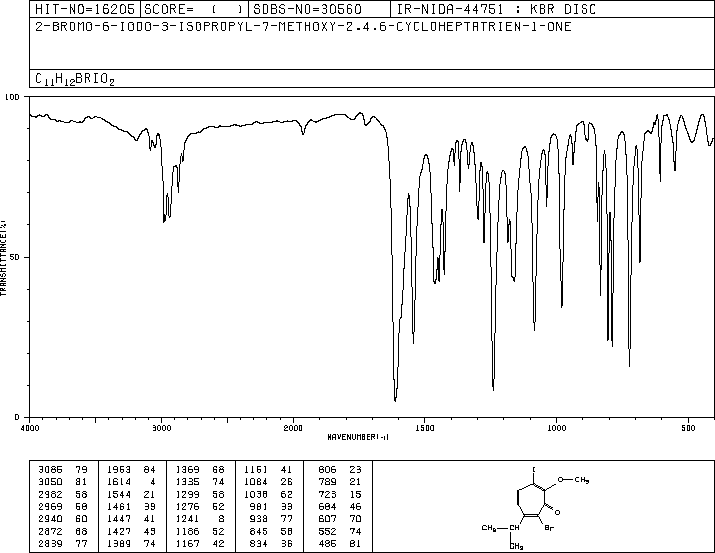 HIT-NO=16205 SCORE= ( ) SDBS-NO=30560 IR-NIDA-44751 : KBR DISC
2-BROMO-6-IODO-3-ISOPROPYL-7-METHOXY-2,4,6-CYCLOHEPTATRIEN-1-ONE
C11H12BRIO2
100
50
0
TRANSMITTANCE(%)
4000 3000 2000 1500 1000 500
WAVENUMBER(-1)
3086 79 1963 84 1369 68 1161 41 806 23
3050 81 1614 4 1335 74 1084 26 789 21
2982 58 1544 21 1299 58 1038 62 723 15
2969 60 1461 39 1276 52 981 33 684 46
2940 60 1447 41 1241 8 938 77 607 70
2872 68 1427 43 1186 52 845 58 552 74
2839 77 1389 74 1167 42 834 36 486 81
I
O—CH3
O
Br
CH3
CH3